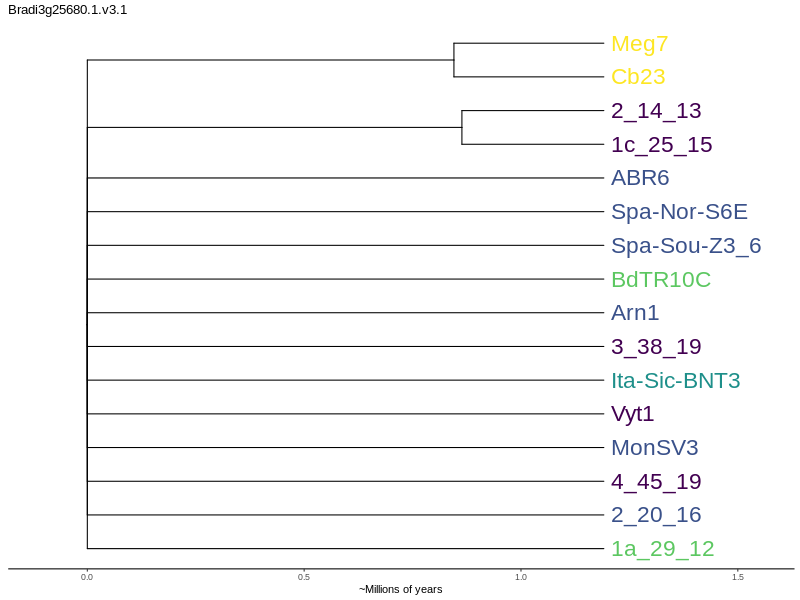 Bradi3g25680.1.v3.1
Meg7
Cb23
2_14_13
1c_25_15
ABR6
Spa-Nor-S6E
Spa-Sou-Z3_6
BdTR10C
Arn1
3_38_19
Ita-Sic-BNT3
Vyt1
MonSV3
4_45_19
2_20_16
1a_29_12
0.0 0.5 1.0 1.5
~Millions of years